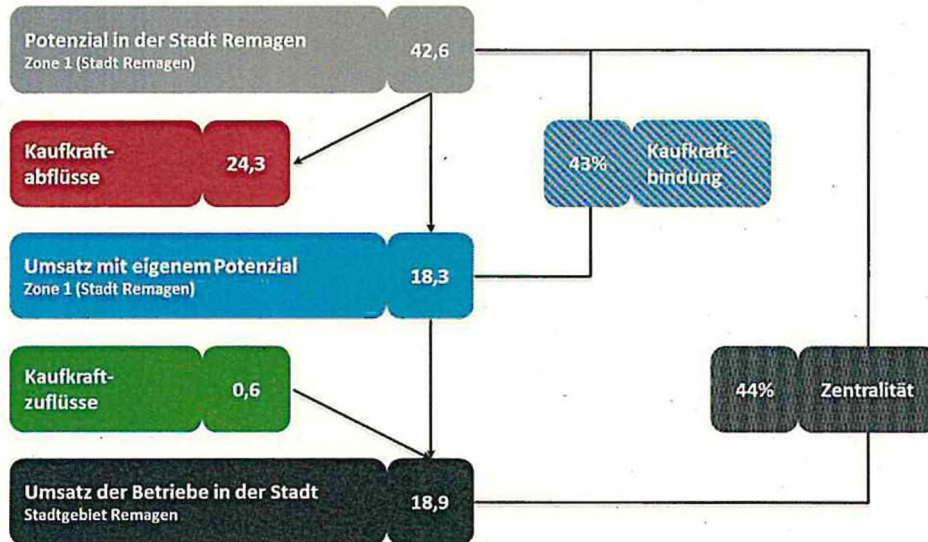 Potenzial in der Stadt Remagen
Zone 1 (Stadt Remagen)
42,6
Kaufkraft-
abflüsse
24,3
43%
Kaufkraft-
bindung
Umsatz mit eigenem Potenzial
Zone 1 (Stadt Remagen)
18,3
Kaufkraft-
zuflüsse
0,6
44%
Zentralität
Umsatz der Betriebe in der Stadt
Stadtgebiet Remagen
18,9